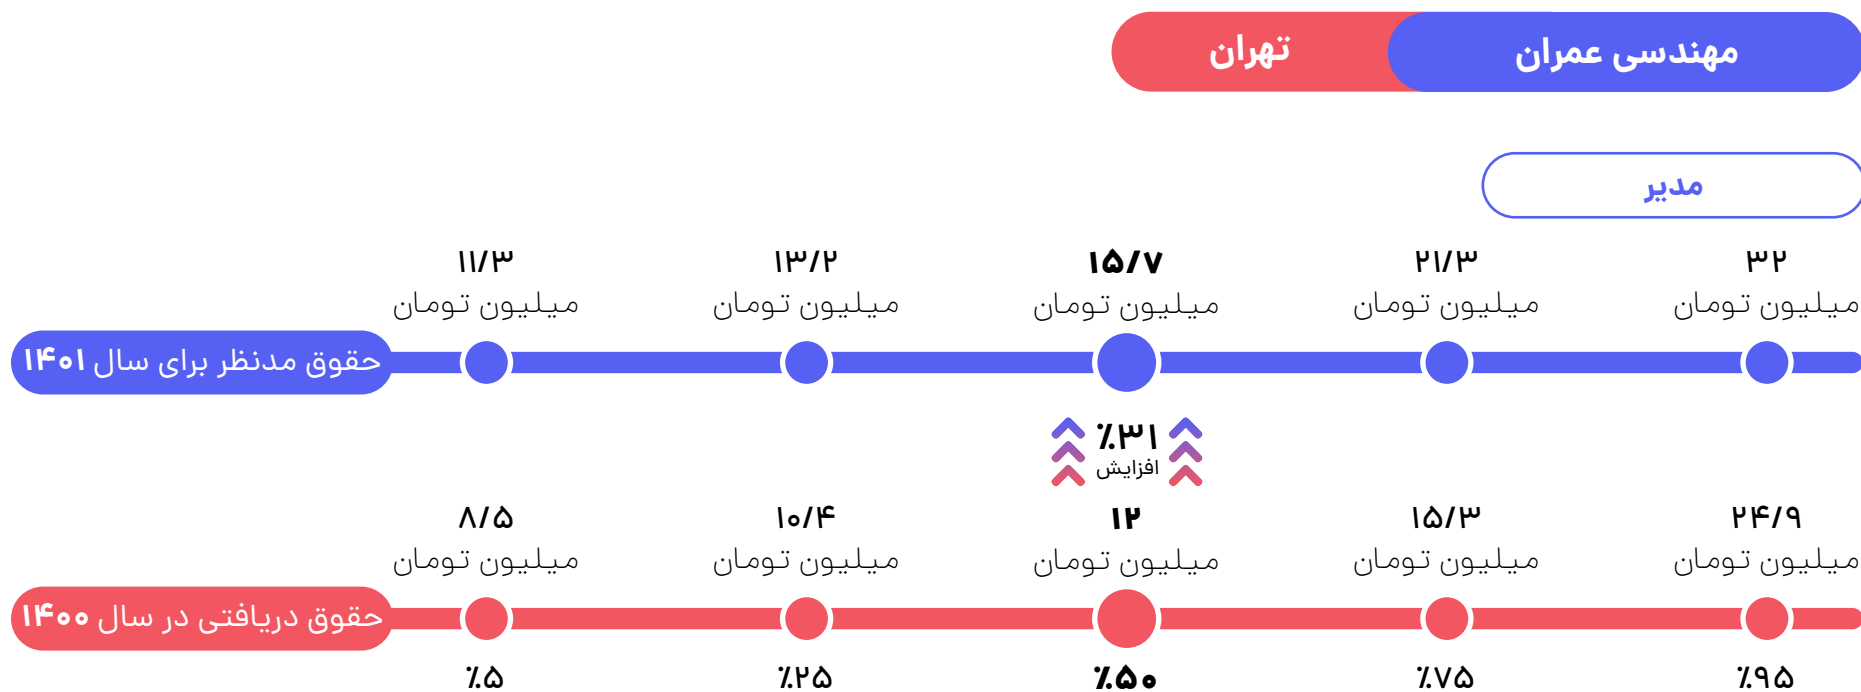 مهندسی عمران
تهران
مدیر
۳۲ ۲۱/۳ ۱۵/۷ ۱۳/۲ ۱۱/۳
میلیون تومان میلیون تومان میلیون تومان میلیون تومان میلیون تومان
حقوق مدنظر برای سال ۱۴۰۱
٪۳۱
افزایش
۲۴/۹ ۱۵/۳ ۱۲ ۱۰/۴ ۸/۵
میلیون تومان میلیون تومان میلیون تومان میلیون تومان میلیون تومان
حقوق دریافتی در سال ۱۴۰۰
٪۹۵ ٪۷۵ ٪۵۰ ٪۲۵ ٪۵